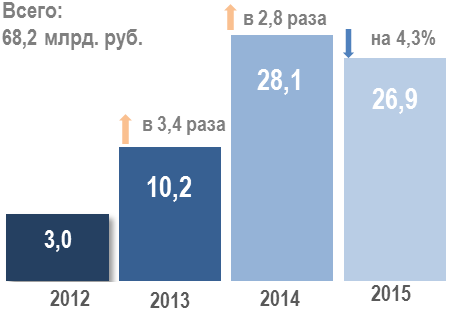 Всего:
68,2 млрд. руб.
в 2,8 раза
на 4,3%
в 3,4 раза
28,1
26,9
10,2
3,0
2012
2013
2014
2015